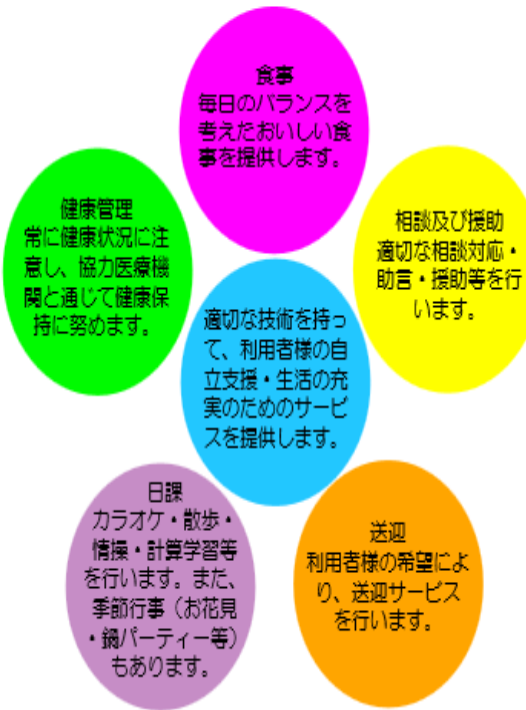 食事
毎日のバランスを
考えたおいしい食
事を提供します。
健康管理
常に健康状況に注
意し、協力医療機
関と通じて健康保
持に努めます。
相談及び援助
適切な相談対応・
助言・援助等を行
います。
適切な技術を持っ
て、利用者様の自
立支援・生活の充
実のためのサービ
スを提供します。
日課
カラオケ・散歩・
情操・計算学習等
を行います。また、
季節行事（お花見
・鍋パーティー等）
もあります。
送迎
利用者様の希望によ
り、送迎サービス
を行います。